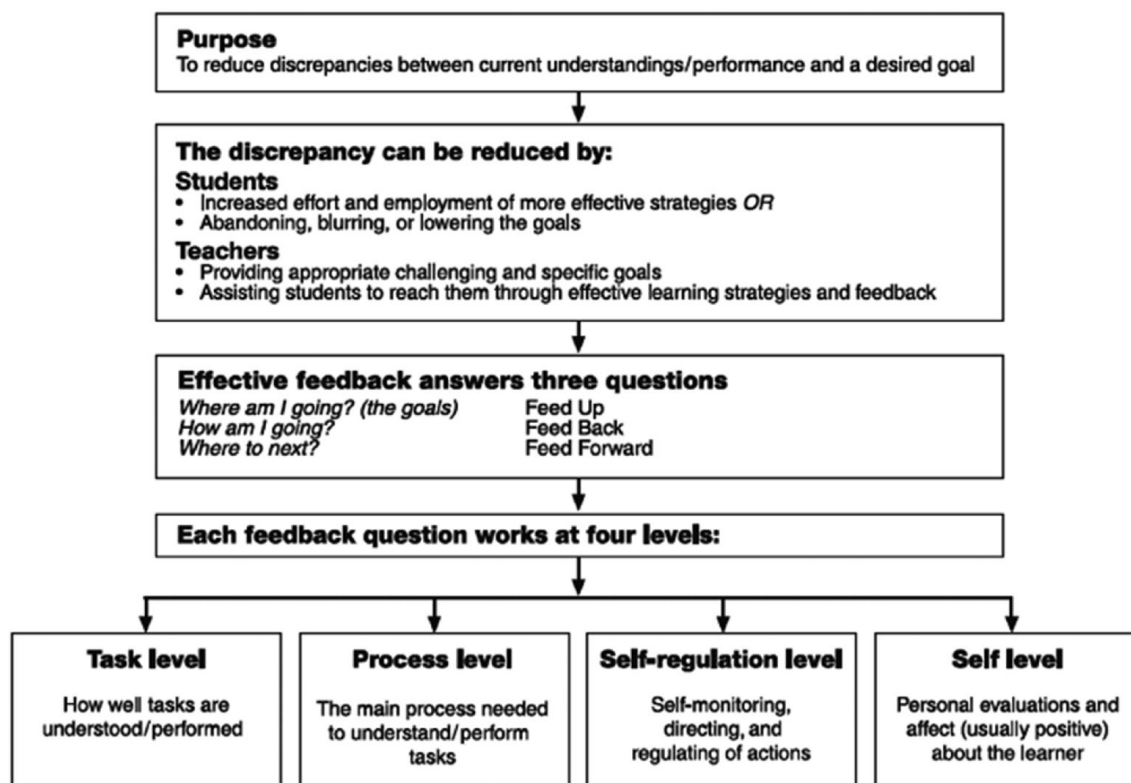 Purpose
To reduce discrepancies between current understandings/performance and a desired goal
The discrepancy can be reduced by:
Students
• Increased effort and employment of more effective strategies OR
• Abandoning, blurring, or lowering the goals
Teachers
• Providing appropriate challenging and specific goals
• Assisting students to reach them through effective learning strategies and feedback
Effective feedback answers three questions
Where am I going? (the goals) Feed Up
How am I going? Feed Back
Where to next? Feed Forward
Each feedback question works at four levels:
Task level
How well tasks are
understood/performed
Process level
The main process needed
to understand/perform
tasks
Self-regulation level
Self-monitoring,
directing, and
regulating of actions
Self level
Personal evaluations and
affect (usually positive)
about the learner